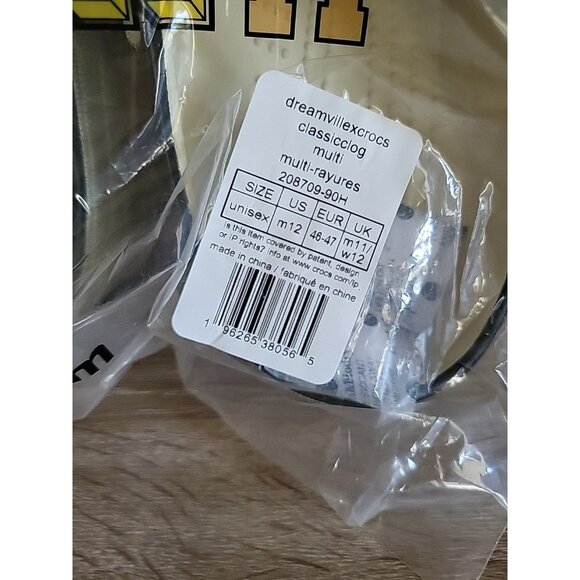 H
dreamvillexcrocs
classicclog
multi
multi-rayures
208709-90H
SIZE US EUR UK
unisex m12 46-47 m11/ w12
is this item covered by patent, design
or IP rights? info at www.crocs.com/ip
made in china / fabriqué en chine
1 96265 38056 5
m